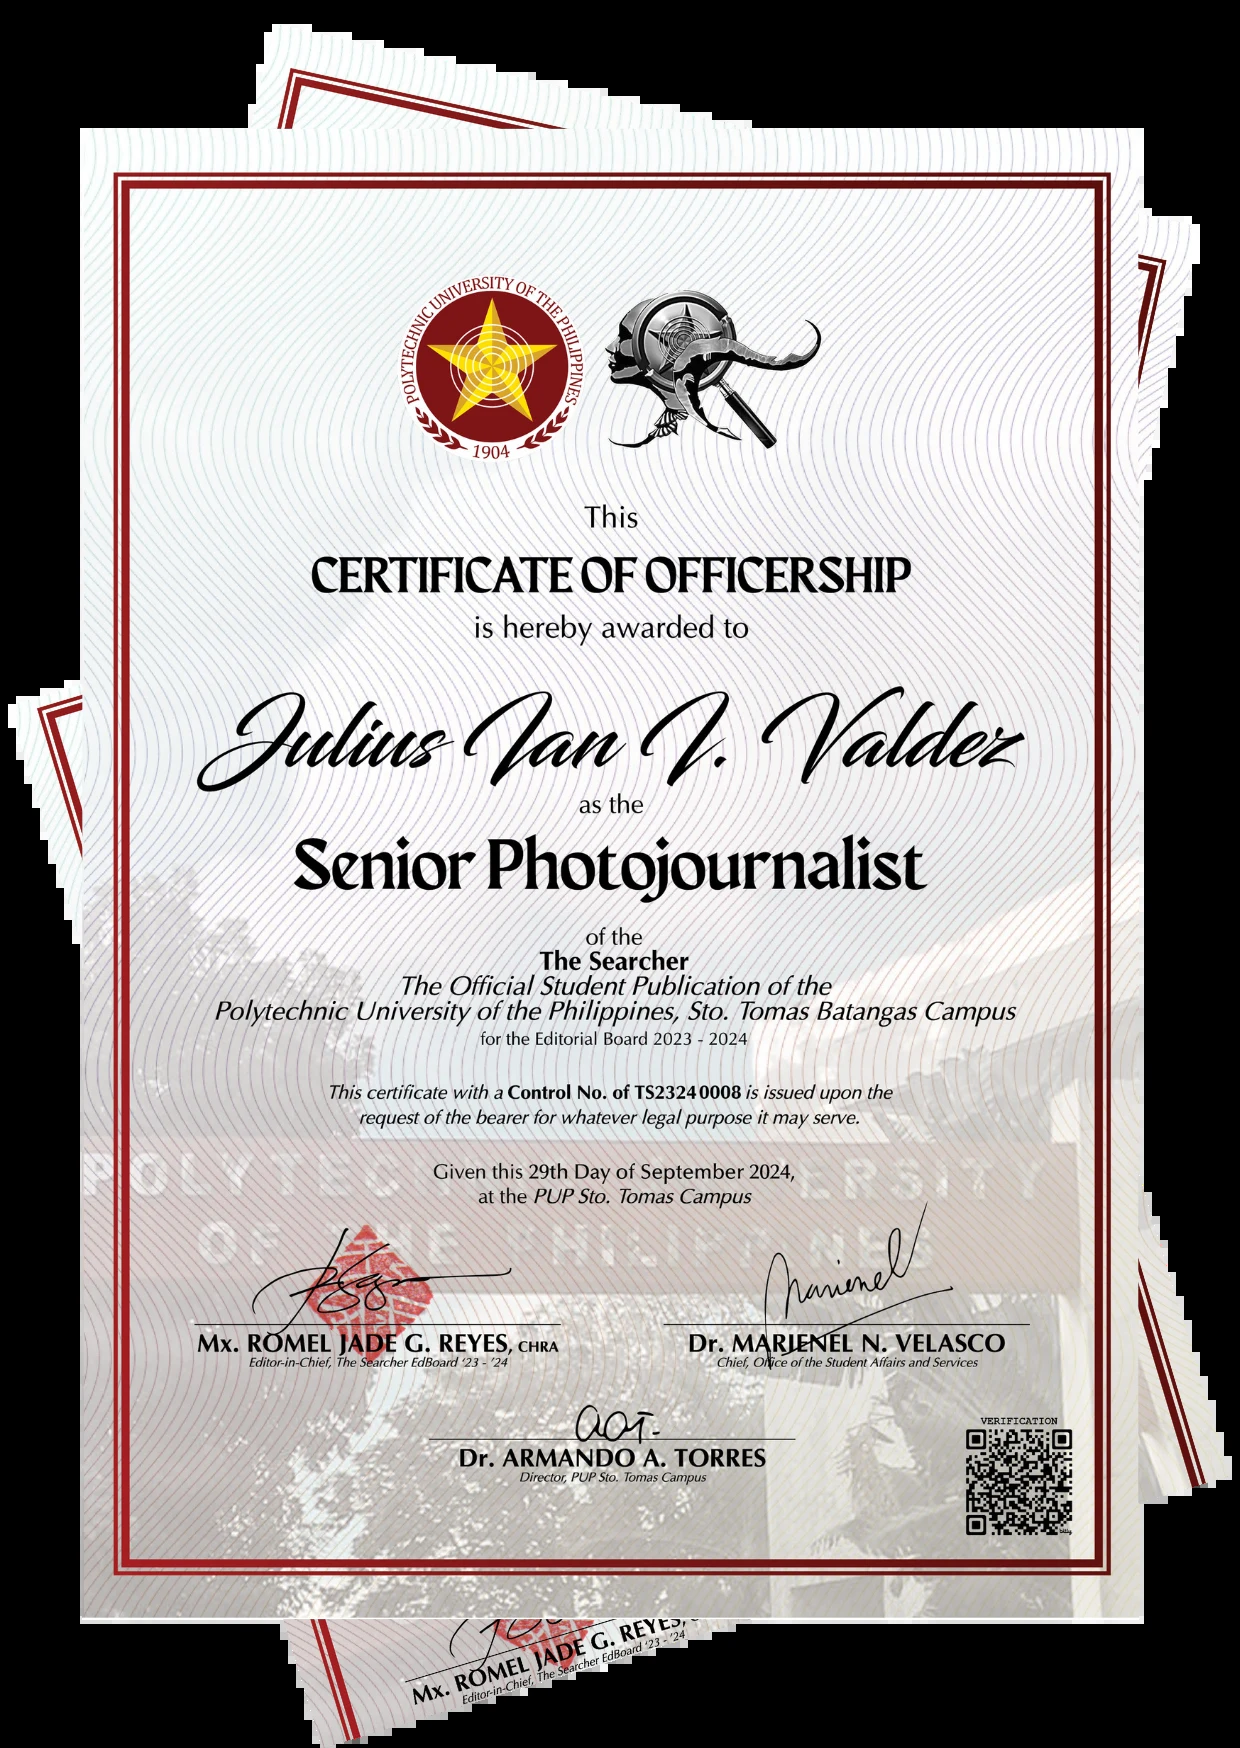 POLYTECHNIC UNIVERSITY OF THE PHILIPPINES
1904
This
CERTIFICATE OF OFFICERSHIP
is hereby awarded to
Julius Ian I. Valdez
as the
Senior Photojournalist
of the
The Searcher
The Official Student Publication of the
Polytechnic University of the Philippines, Sto. Tomas Batangas Campus
for the Editorial Board 2023 - 2024
This certificate with a Control No. of TS23240008 is issued upon the
request of the bearer for whatever legal purpose it may serve.
Given this 29th Day of September 2024,
at the PUP Sto. Tomas Campus
OF THE PHILIPPINES
Marienel
Mx. ROMEL JADE G. REYES, CHRA
Editor-in-Chief, The Searcher EdBoard ‘23 - ‘24
Dr. MARIENEL N. VELASCO
Chief, Office of the Student Affairs and Services
Dr. ARMANDO A. TORRES
Director, PUP Sto. Tomas Campus
VERIFICATION
Mx. ROMEL JADE G. REYES,
Editor-in-Chief, The Searcher EdBoard ‘23 - ‘24